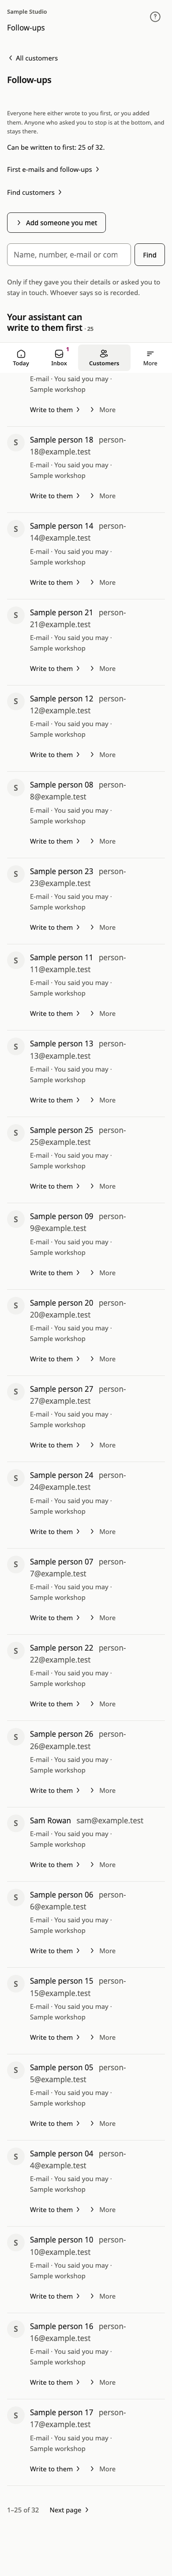 Sample Studio
Follow-ups
All customers
Follow-ups
Everyone here either wrote to you first, or you added
them. Anyone who asked you to stop is at the bottom, and
stays there.
Can be written to first: 25 of 32.
First e-mails and follow-ups
Find customers
Add someone you met
Name, number, e-mail or com
Find
Only if they gave you their details or asked you to
stay in touch. Whoever says so is recorded.
Your assistant can
write to them first · 25
Today
1
Inbox
Customers
More
E-mail · You said you may ·
Sample workshop
Write to them More
S
Sample person 18 person-
18@example.test
E-mail · You said you may ·
Sample workshop
Write to them More
S
Sample person 14 person-
14@example.test
E-mail · You said you may ·
Sample workshop
Write to them More
S
Sample person 21 person-
21@example.test
E-mail · You said you may ·
Sample workshop
Write to them More
S
Sample person 12 person-
12@example.test
E-mail · You said you may ·
Sample workshop
Write to them More
S
Sample person 08 person-
8@example.test
E-mail · You said you may ·
Sample workshop
Write to them More
S
Sample person 23 person-
23@example.test
E-mail · You said you may ·
Sample workshop
Write to them More
S
Sample person 11 person-
11@example.test
E-mail · You said you may ·
Sample workshop
Write to them More
S
Sample person 13 person-
13@example.test
E-mail · You said you may ·
Sample workshop
Write to them More
S
Sample person 25 person-
25@example.test
E-mail · You said you may ·
Sample workshop
Write to them More
S
Sample person 09 person-
9@example.test
E-mail · You said you may ·
Sample workshop
Write to them More
S
Sample person 20 person-
20@example.test
E-mail · You said you may ·
Sample workshop
Write to them More
S
Sample person 27 person-
27@example.test
E-mail · You said you may ·
Sample workshop
Write to them More
S
Sample person 24 person-
24@example.test
E-mail · You said you may ·
Sample workshop
Write to them More
S
Sample person 07 person-
7@example.test
E-mail · You said you may ·
Sample workshop
Write to them More
S
Sample person 22 person-
22@example.test
E-mail · You said you may ·
Sample workshop
Write to them More
S
Sample person 26 person-
26@example.test
E-mail · You said you may ·
Sample workshop
Write to them More
S
Sam Rowan sam@example.test
E-mail · You said you may ·
Sample workshop
Write to them More
S
Sample person 06 person-
6@example.test
E-mail · You said you may ·
Sample workshop
Write to them More
S
Sample person 15 person-
15@example.test
E-mail · You said you may ·
Sample workshop
Write to them More
S
Sample person 05 person-
5@example.test
E-mail · You said you may ·
Sample workshop
Write to them More
S
Sample person 04 person-
4@example.test
E-mail · You said you may ·
Sample workshop
Write to them More
S
Sample person 10 person-
10@example.test
E-mail · You said you may ·
Sample workshop
Write to them More
S
Sample person 16 person-
16@example.test
E-mail · You said you may ·
Sample workshop
Write to them More
S
Sample person 17 person-
17@example.test
E-mail · You said you may ·
Sample workshop
Write to them More
1–25 of 32 Next page